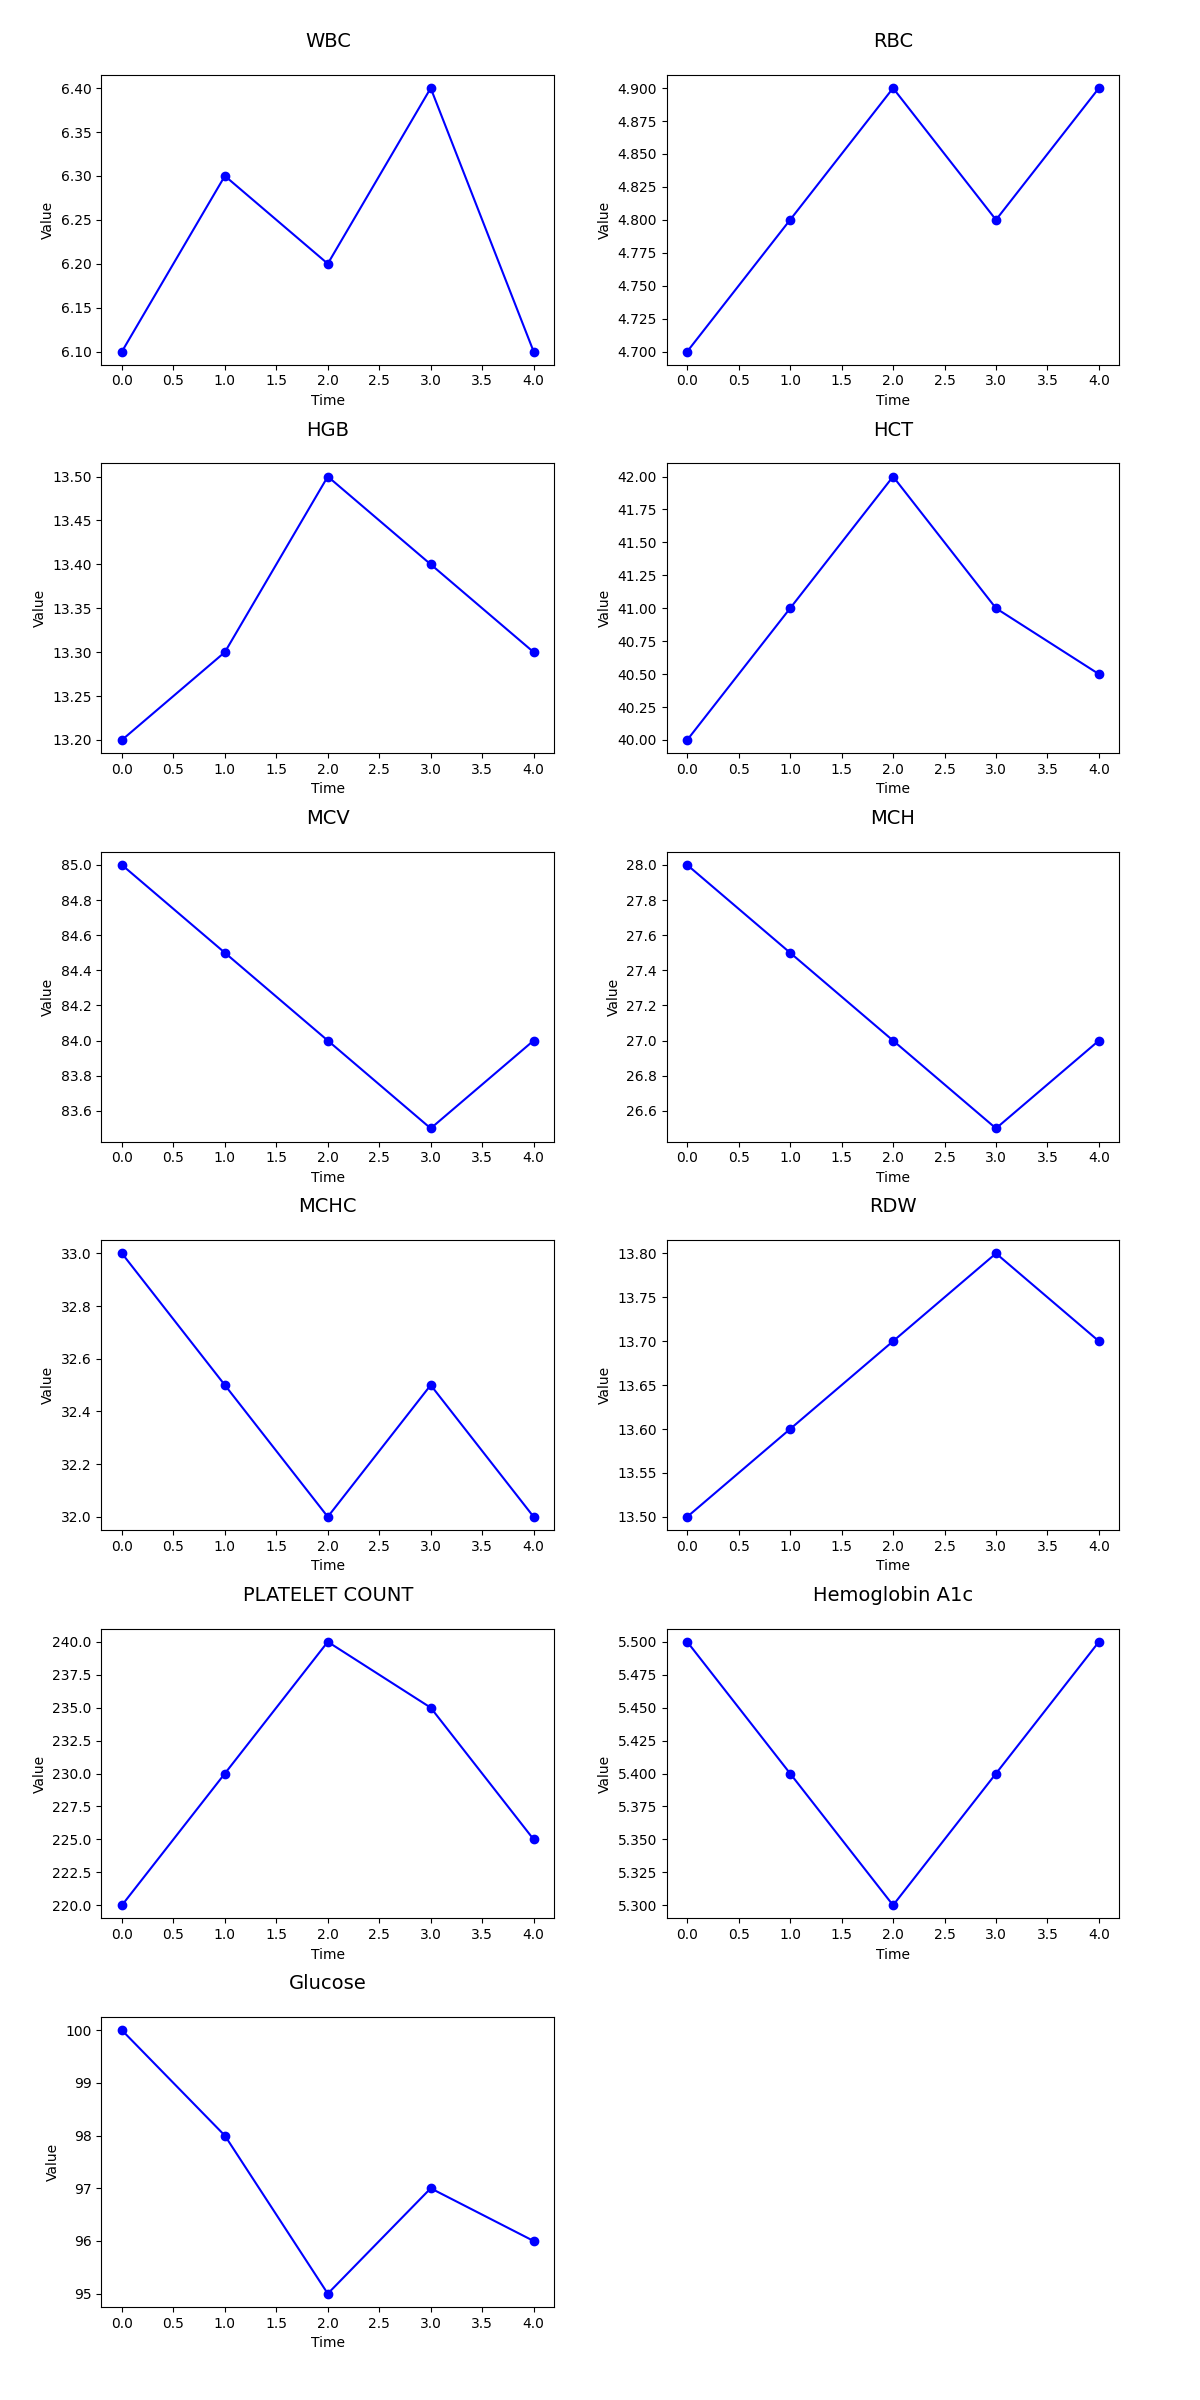 WBC
6.40
6.35
6.30
6.25
6.20
6.15
6.10
Value
0.0 0.5 1.0 1.5 2.0 2.5 3.0 3.5 4.0
Time
RBC
4.900
4.875
4.850
4.825
4.800
4.775
4.750
4.725
4.700
Value
0.0 0.5 1.0 1.5 2.0 2.5 3.0 3.5 4.0
Time
HGB
13.50
13.45
13.40
13.35
13.30
13.25
13.20
Value
0.0 0.5 1.0 1.5 2.0 2.5 3.0 3.5 4.0
Time
HCT
42.00
41.75
41.50
41.25
41.00
40.75
40.50
40.25
40.00
Value
0.0 0.5 1.0 1.5 2.0 2.5 3.0 3.5 4.0
Time
MCV
85.0
84.8
84.6
84.4
84.2
84.0
83.8
83.6
Value
0.0 0.5 1.0 1.5 2.0 2.5 3.0 3.5 4.0
Time
MCH
28.0
27.8
27.6
27.4
27.2
27.0
26.8
26.6
Value
0.0 0.5 1.0 1.5 2.0 2.5 3.0 3.5 4.0
Time
MCHC
33.0
32.8
32.6
32.4
32.2
32.0
Value
0.0 0.5 1.0 1.5 2.0 2.5 3.0 3.5 4.0
Time
RDW
13.80
13.75
13.70
13.65
13.60
13.55
13.50
Value
0.0 0.5 1.0 1.5 2.0 2.5 3.0 3.5 4.0
Time
PLATELET COUNT
240.0
237.5
235.0
232.5
230.0
227.5
225.0
222.5
220.0
Value
0.0 0.5 1.0 1.5 2.0 2.5 3.0 3.5 4.0
Time
Hemoglobin A1c
5.500
5.475
5.450
5.425
5.400
5.375
5.350
5.325
5.300
Value
0.0 0.5 1.0 1.5 2.0 2.5 3.0 3.5 4.0
Time
Glucose
100
99
98
97
96
95
Value
0.0 0.5 1.0 1.5 2.0 2.5 3.0 3.5 4.0
Time